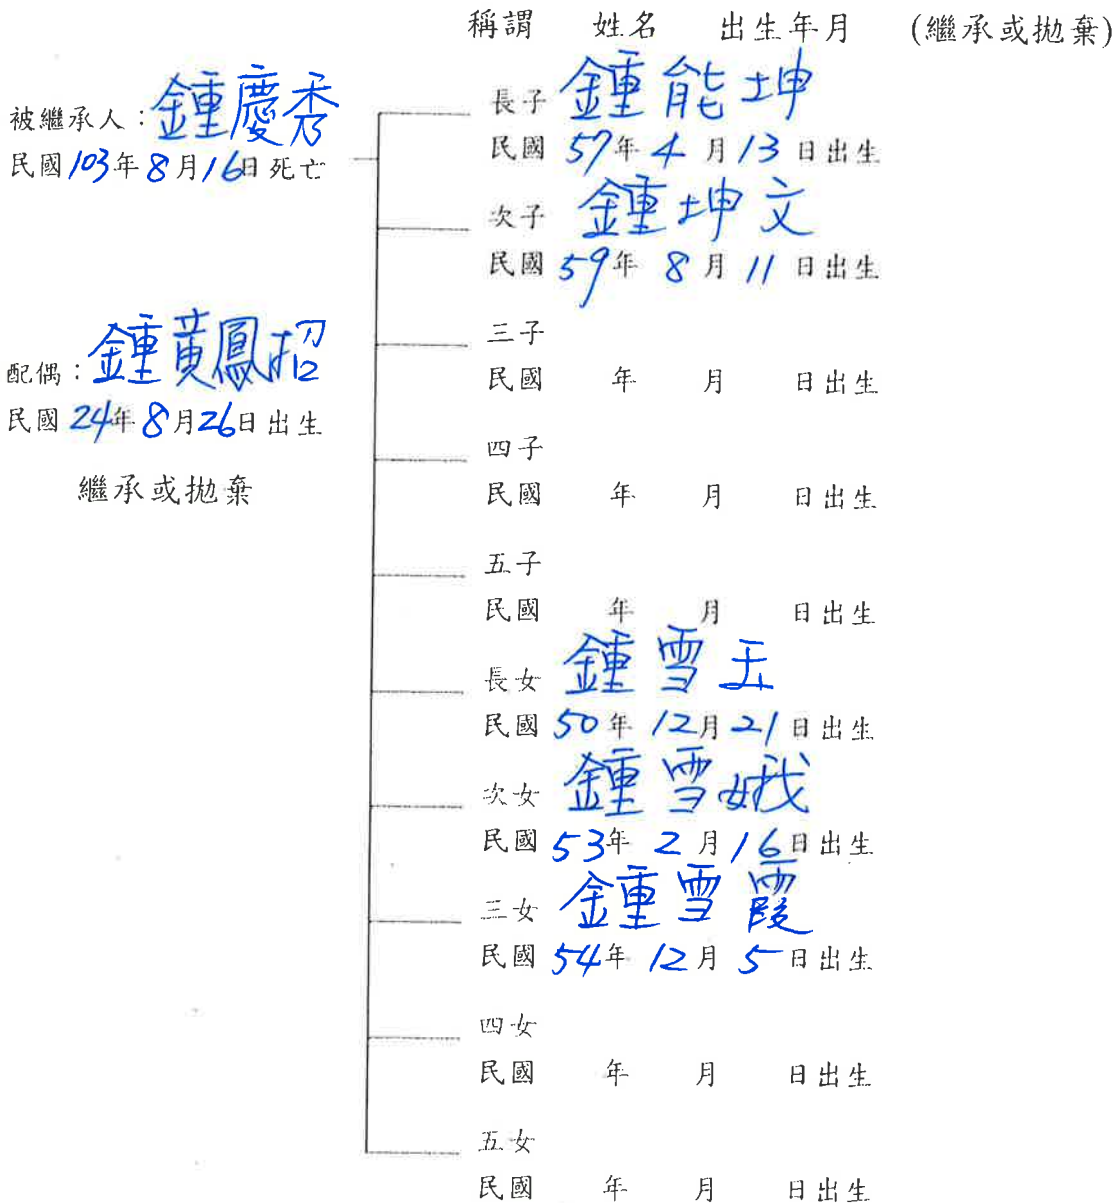 稱謂 姓名 出生年月 (繼承或拋棄)
被繼承人：鍾慶秀
民國103年8月16日死亡
配偶：鍾黃鳳招
民國24年8月26日出生
繼承或拋棄
長子 鍾能坤
民國57年4月13日出生
次子 鍾坤文
民國59年8月11日出生
三子
民國 年 月 日出生
四子
民國 年 月 日出生
五子
民國 年 月 日出生
長女 鍾雪玉
民國50年12月21日出生
次女 鍾雪娥
民國53年2月16日出生
三女 鍾雪霞
民國54年12月5日出生
四女
民國 年 月 日出生
五女
民國 年 月 日出生